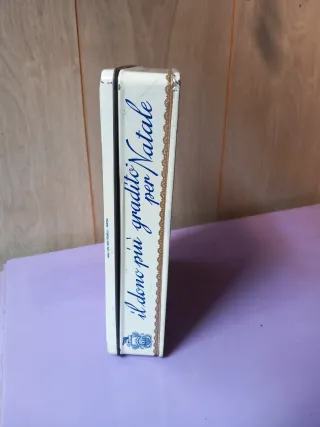 il dono più gradito
per Natale